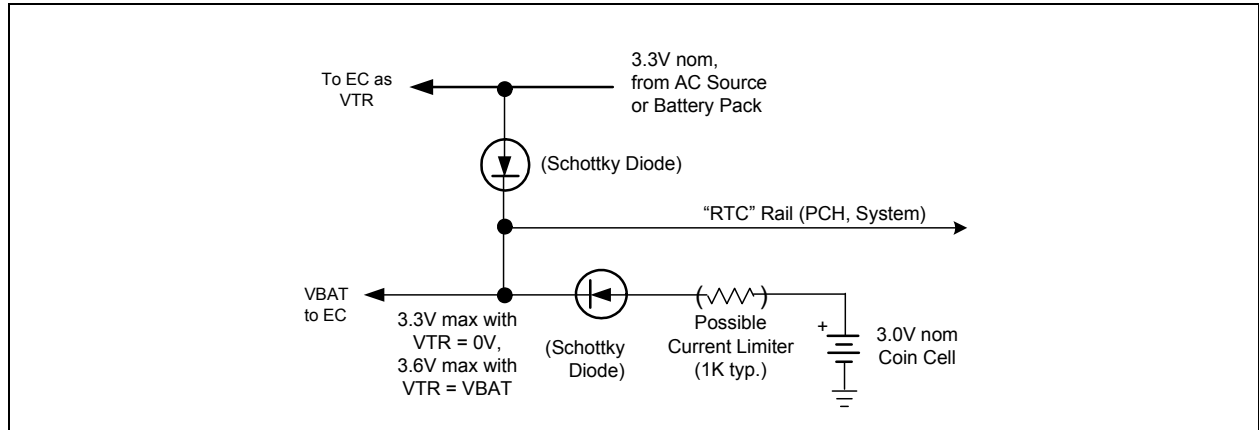 To EC as
VTR
3.3V nom,
from AC Source
or Battery Pack
(Schottky Diode)
“RTC” Rail (PCH, System)
VBAT
to EC
3.3V max with
VTR = 0V,
3.6V max with
VTR = VBAT
(Schottky
Diode)
( )
Possible
Current Limiter
(1K typ.)
+
3.0V nom
Coin Cell